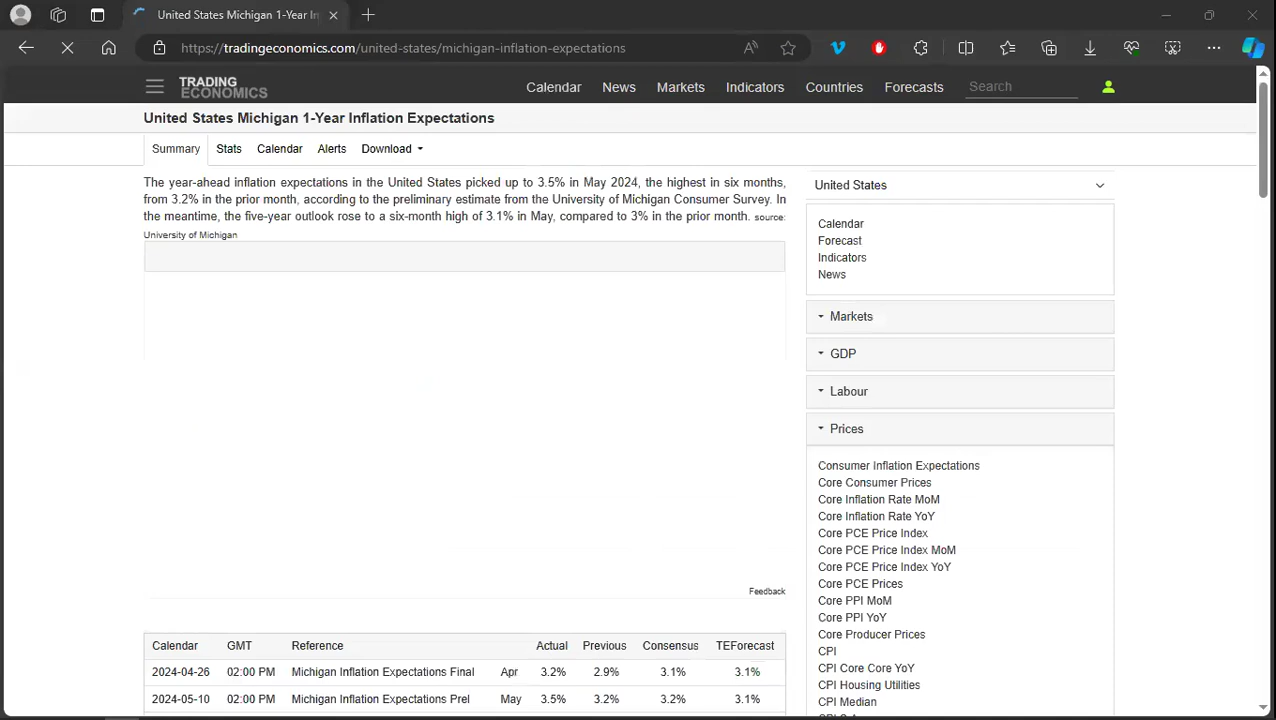 United States Michigan 1-Year In
https://tradingeconomics.com/united-states/michigan-inflation-expectations
TRADING
ECONOMICS
Calendar News Markets Indicators Countries Forecasts Search
United States Michigan 1-Year Inflation Expectations
Summary Stats Calendar Alerts Download
The year-ahead inflation expectations in the United States picked up to 3.5% in May 2024, the highest in six months,
from 3.2% in the prior month, according to the preliminary estimate from the University of Michigan Consumer Survey. In
the meantime, the five-year outlook rose to a six-month high of 3.1% in May, compared to 3% in the prior month. source:
University of Michigan
Feedback
Calendar GMT Reference Actual Previous Consensus TEForecast
2024-04-26 02:00 PM Michigan Inflation Expectations Final Apr 3.2% 2.9% 3.1% 3.1%
2024-05-10 02:00 PM Michigan Inflation Expectations Prel May 3.5% 3.2% 3.2% 3.1%
United States
Calendar
Forecast
Indicators
News
Markets
GDP
Labour
Prices
Consumer Inflation Expectations
Core Consumer Prices
Core Inflation Rate MoM
Core Inflation Rate YoY
Core PCE Price Index
Core PCE Price Index MoM
Core PCE Price Index YoY
Core PCE Prices
Core PPI MoM
Core PPI YoY
Core Producer Prices
CPI
CPI Core Core YoY
CPI Housing Utilities
CPI Median